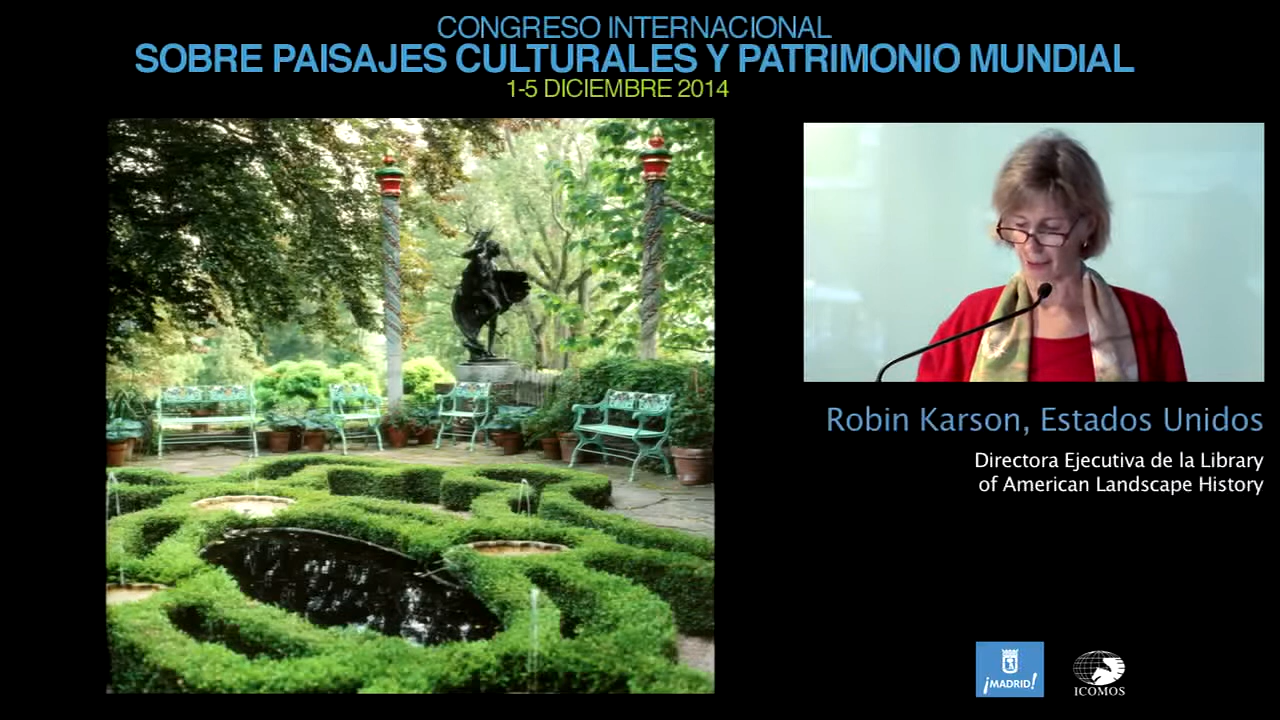 CONGRESO INTERNACIONAL
SOBRE PAISAJES CULTURALES Y PATRIMONIO MUNDIAL
1-5 DICIEMBRE 2014
Robin Karson, Estados Unidos
Directora Ejecutiva de la Library
of American Landscape History
¡MADRID!
ICOMOS